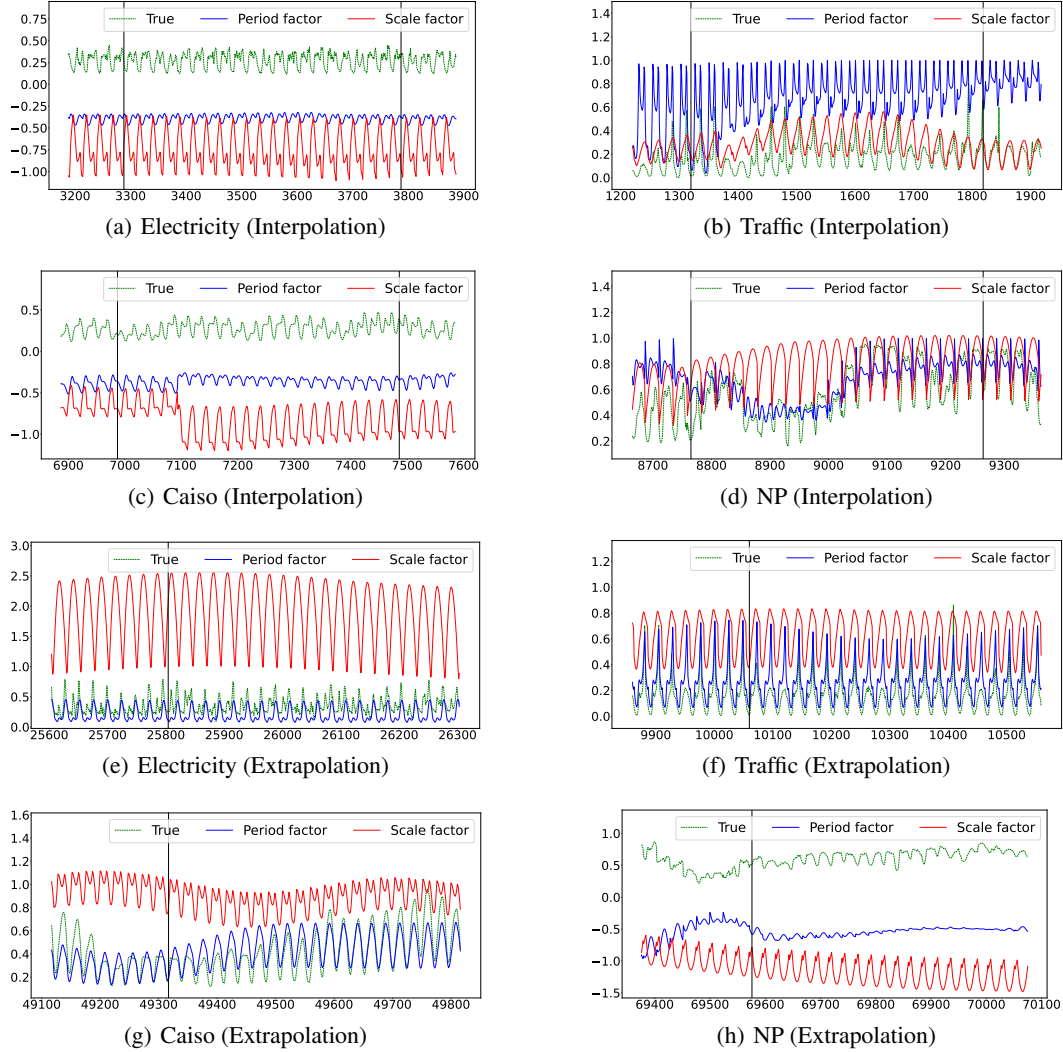 True Period factor Scale factor
0.75
0.50
0.25
0.00
−0.25
−0.50
−0.75
−1.00
3200 3300 3400 3500 3600 3700 3800 3900
(a) Electricity (Interpolation)
True Period factor Scale factor
1.4
1.2
1.0
0.8
0.6
0.4
0.2
0.0
1200 1300 1400 1500 1600 1700 1800 1900
(b) Traffic (Interpolation)
True Period factor Scale factor
0.5
0.0
−0.5
−1.0
6900 7000 7100 7200 7300 7400 7500 7600
(c) Caiso (Interpolation)
True Period factor Scale factor
1.4
1.2
1.0
0.8
0.6
0.4
0.2
8700 8800 8900 9000 9100 9200 9300
(d) NP (Interpolation)
True Period factor Scale factor
3.0
2.5
2.0
1.5
1.0
0.5
0.0
25600 25700 25800 25900 26000 26100 26200 26300
(e) Electricity (Extrapolation)
True Period factor Scale factor
1.2
1.0
0.8
0.6
0.4
0.2
0.0
9900 10000 10100 10200 10300 10400 10500
(f) Traffic (Extrapolation)
True Period factor Scale factor
1.6
1.4
1.2
1.0
0.8
0.6
0.4
0.2
49100 49200 49300 49400 49500 49600 49700 49800
(g) Caiso (Extrapolation)
True Period factor Scale factor
1.0
0.5
0.0
−0.5
−1.0
−1.5
69400 69500 69600 69700 69800 69900 70000 70100
(h) NP (Extrapolation)